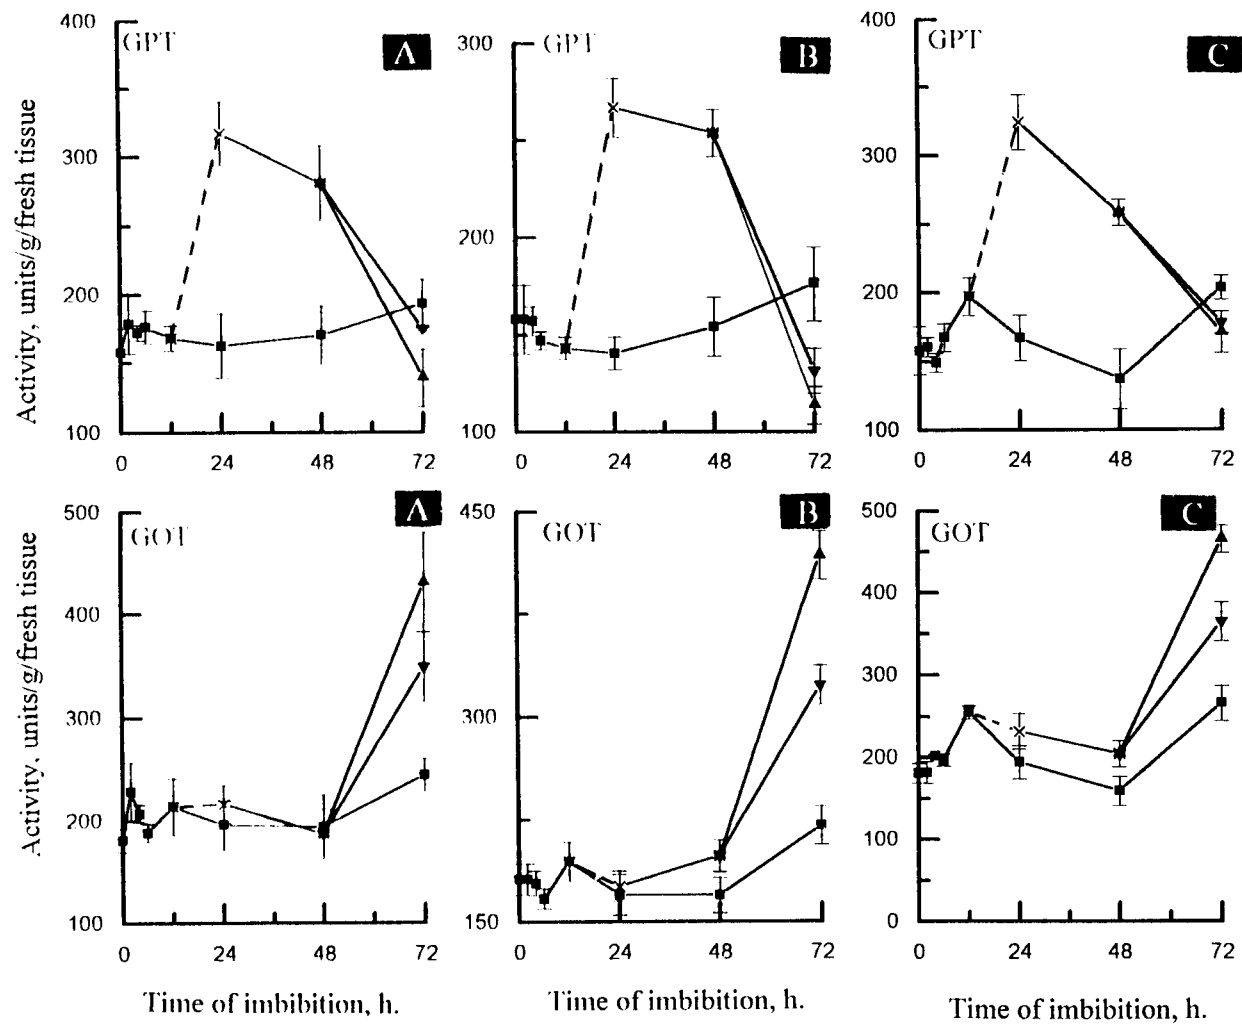 GPT A
GPT B
GPT C
400
300
200
100
300
200
100
400
300
200
100
Activity, units/g/fresh tissue
0 24 48 72
0 24 48 72
0 24 48 72
GOT A
GOT B
GOT C
500
400
300
200
100
450
300
150
500
400
300
200
100
0
Activity, units/g/fresh tissue
0 24 48 72
0 24 48 72
0 24 48 72
Time of imbibition, h.
Time of imbibition, h.
Time of imbibition, h.